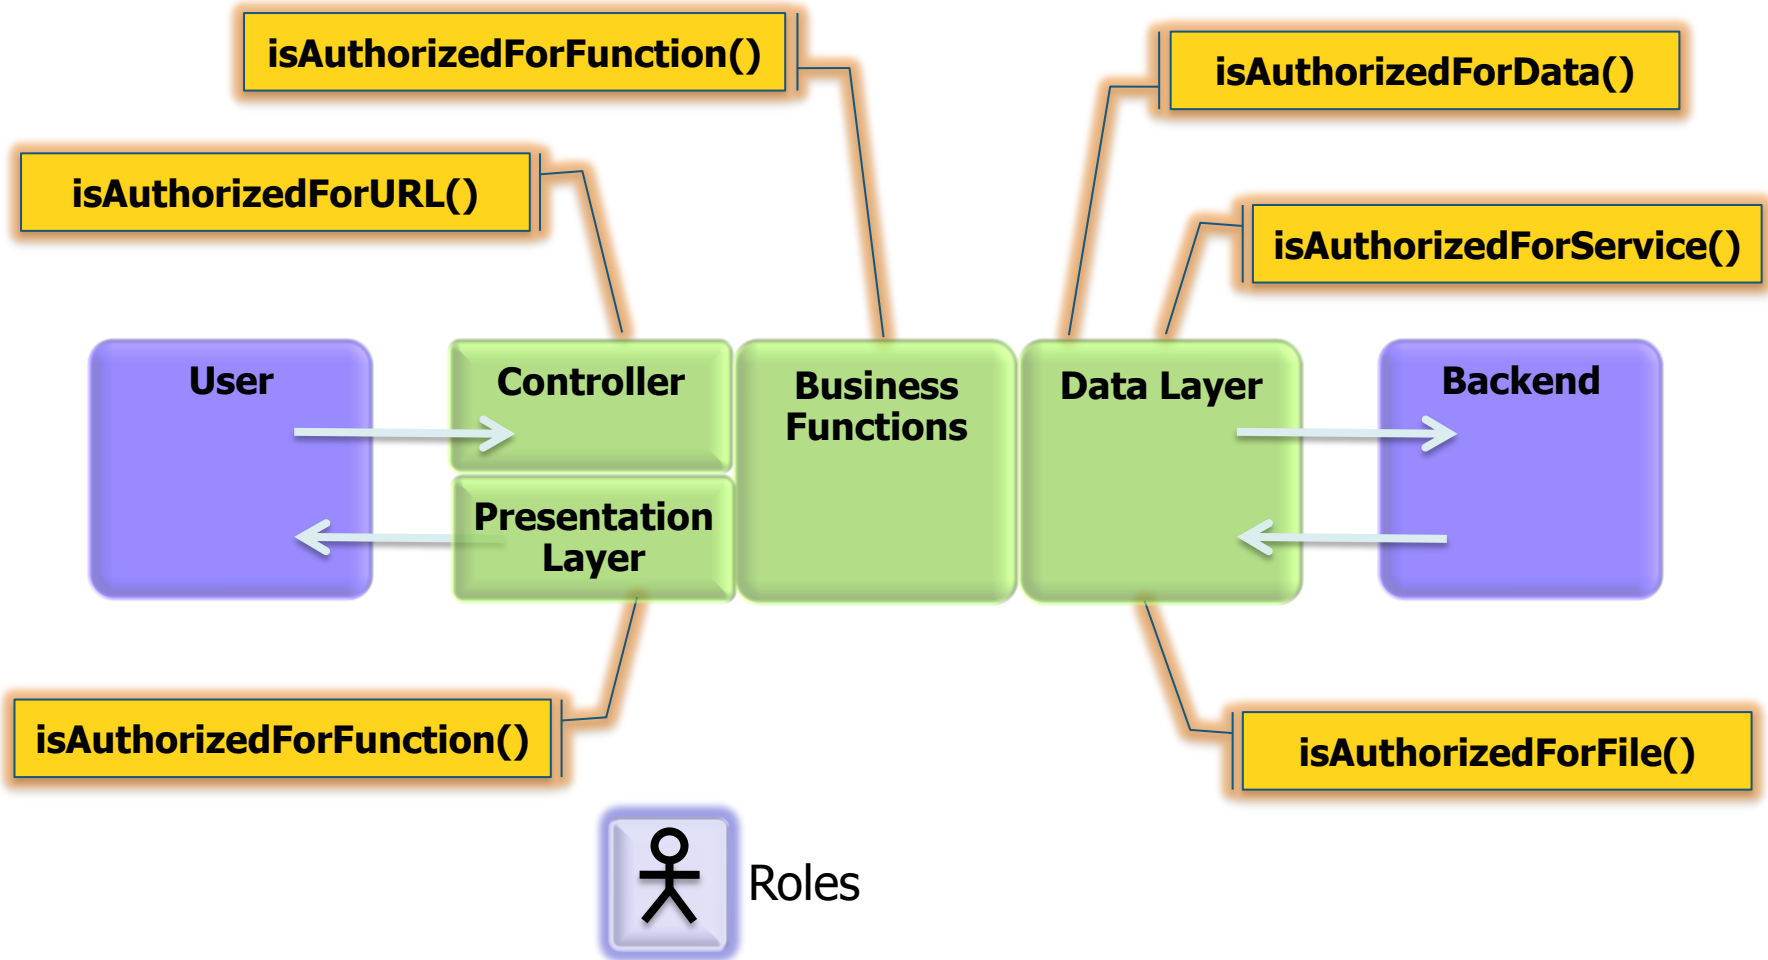 isAuthorizedForFunction()
isAuthorizedForData()
isAuthorizedForURL()
isAuthorizedForService()
User
Controller
Business
Functions
Data Layer
Backend
Presentation
Layer
isAuthorizedForFunction()
isAuthorizedForFile()
Roles